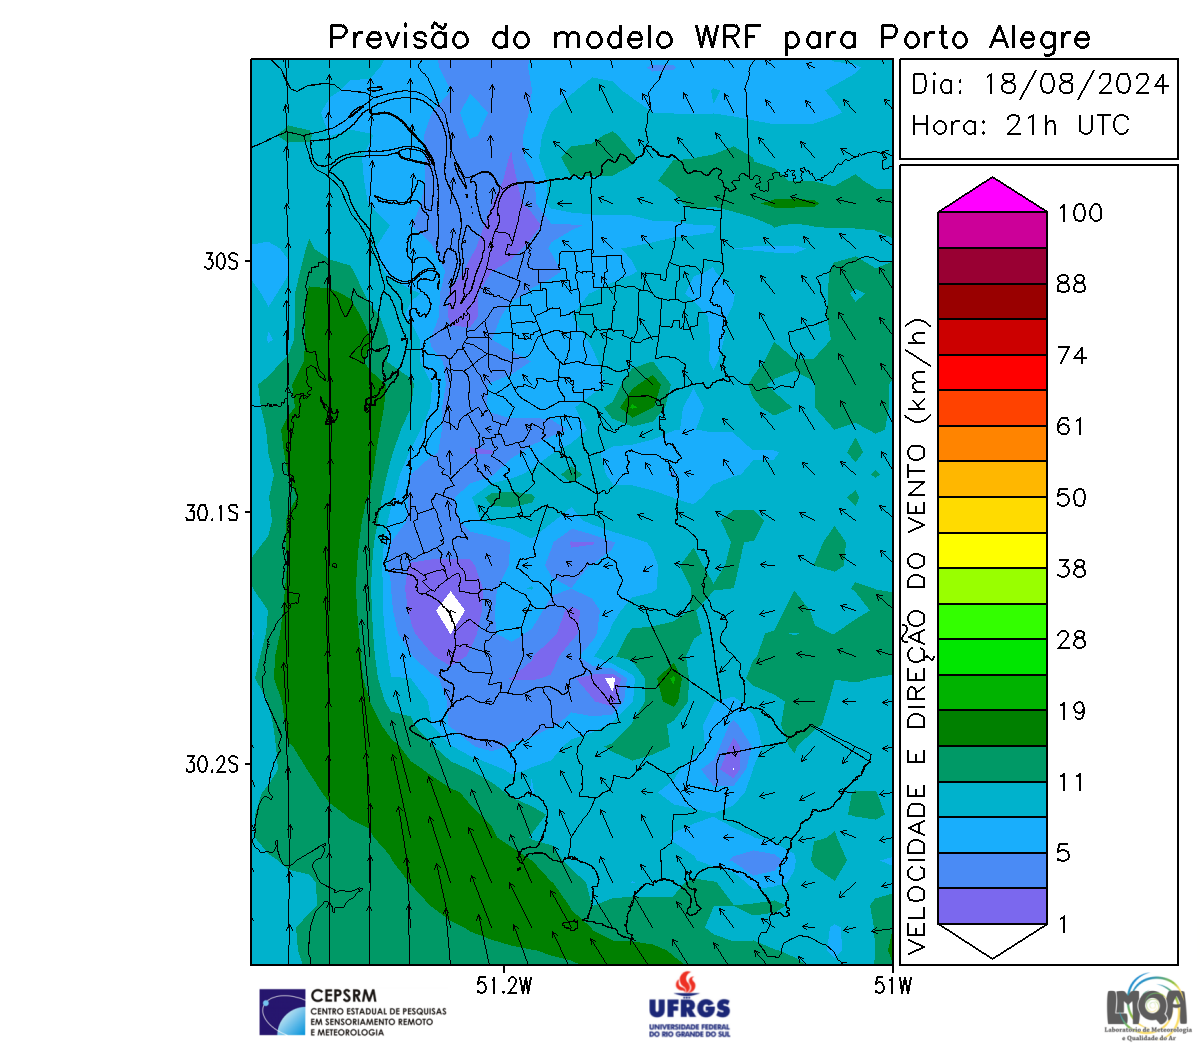 Previsão do modelo WRF para Porto Alegre
Dia: 18/08/2024
Hora: 21h UTC
30S
30.1S
30.2S
51.2W
51W
VELOCIDADE E DIREÇÃO DO VENTO (km/h)
100
88
74
61
50
38
28
19
11
5
1
CEPSRM
CENTRO ESTADUAL DE PESQUISAS
EM SENSORIAMENTO REMOTO
E METEOROLOGIA
UFRGS
UNIVERSIDADE FEDERAL
DO RIO GRANDE DO SUL
LMQA
Laboratório de Meteorologia
e Qualidade do Ar